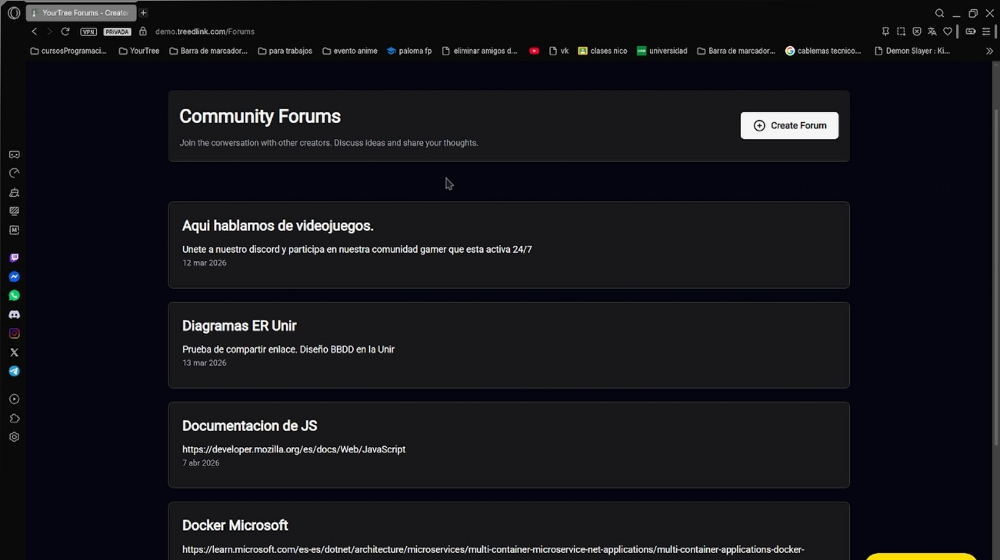 YourTree Forums - Creator
VPN
PRIVADA
demo.treedlink.com/Forums
cursosProgramaci...
YourTree
Barra de marcador...
para trabajos
evento anime
paloma fp
eliminar amigos d...
vk
clases nico
universidad
Barra de marcador...
cablemas tecnico...
Demon Slayer : Ki...
Community Forums
Join the conversation with other creators. Discuss ideas and share your thoughts.
Create Forum
Aqui hablamos de videojuegos.
Unete a nuestro discord y participa en nuestra comunidad gamer que esta activa 24/7
12 mar 2026
Diagramas ER Unir
Prueba de compartir enlace. Diseño BBDD en la Unir
13 mar 2026
Documentacion de JS
https://developer.mozilla.org/es/docs/Web/JavaScript
7 abr 2026
Docker Microsoft
https://learn.microsoft.com/es-es/dotnet/architecture/microservices/multi-container-microservice-net-applications/multi-container-applications-docker-